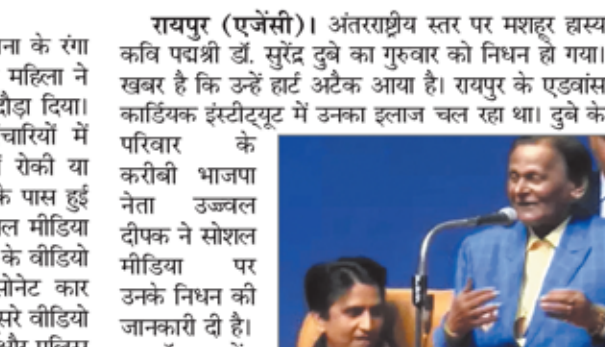 ना के रंगा
महिला ने
दौड़ा दिया।
चारियों में
रोकी या
के पास हुई
ल मीडिया
के वीडियो
सोनेट कार
सरे वीडियो
और पुलिस
रायपुर (एजेंसी)। अंतरराष्ट्रीय स्तर पर मशहूर हास्य
कवि पद्मश्री डॉ. सुरेंद्र दुबे का गुरुवार को निधन हो गया।
खबर है कि उन्हें हार्ट अटैक आया है। रायपुर के एडवांस
कार्डियक इंस्टीट्यूट में उनका इलाज चल रहा था। दुबे के
परिवार के
करीबी भाजपा
नेता उज्ज्वल
दीपक ने सोशल
मीडिया पर
उनके निधन की
जानकारी दी है।